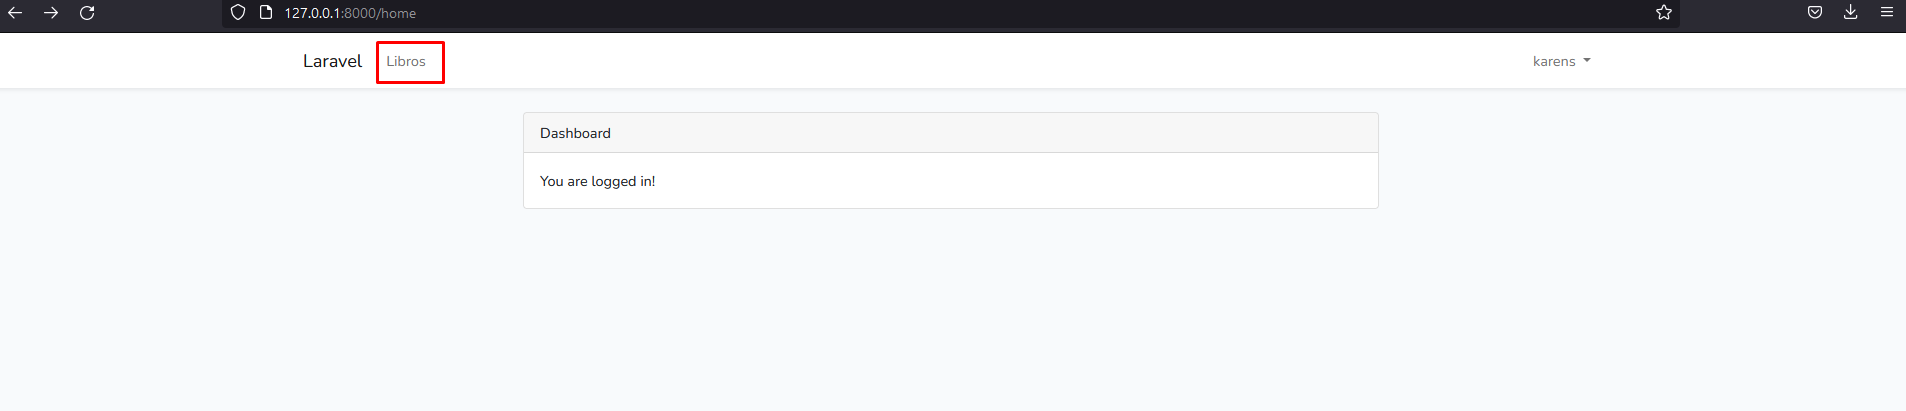 127.0.0.1:8000/home
Laravel Libros karens
Dashboard
You are logged in!